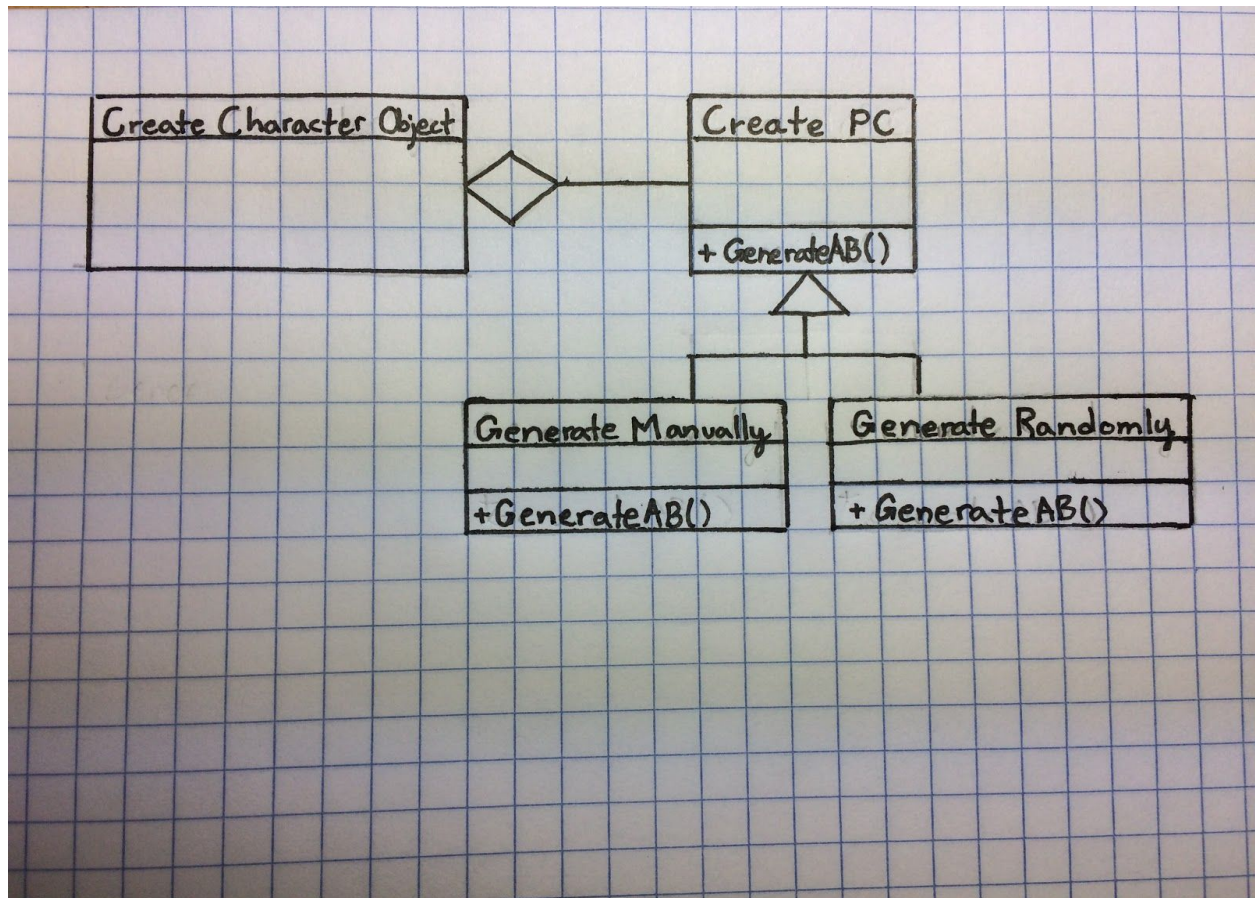 Create Character Object
Create PC
+ GenerateAB()
Generate Manually
+GenerateAB()
Generate Randomly
+ GenerateAB()